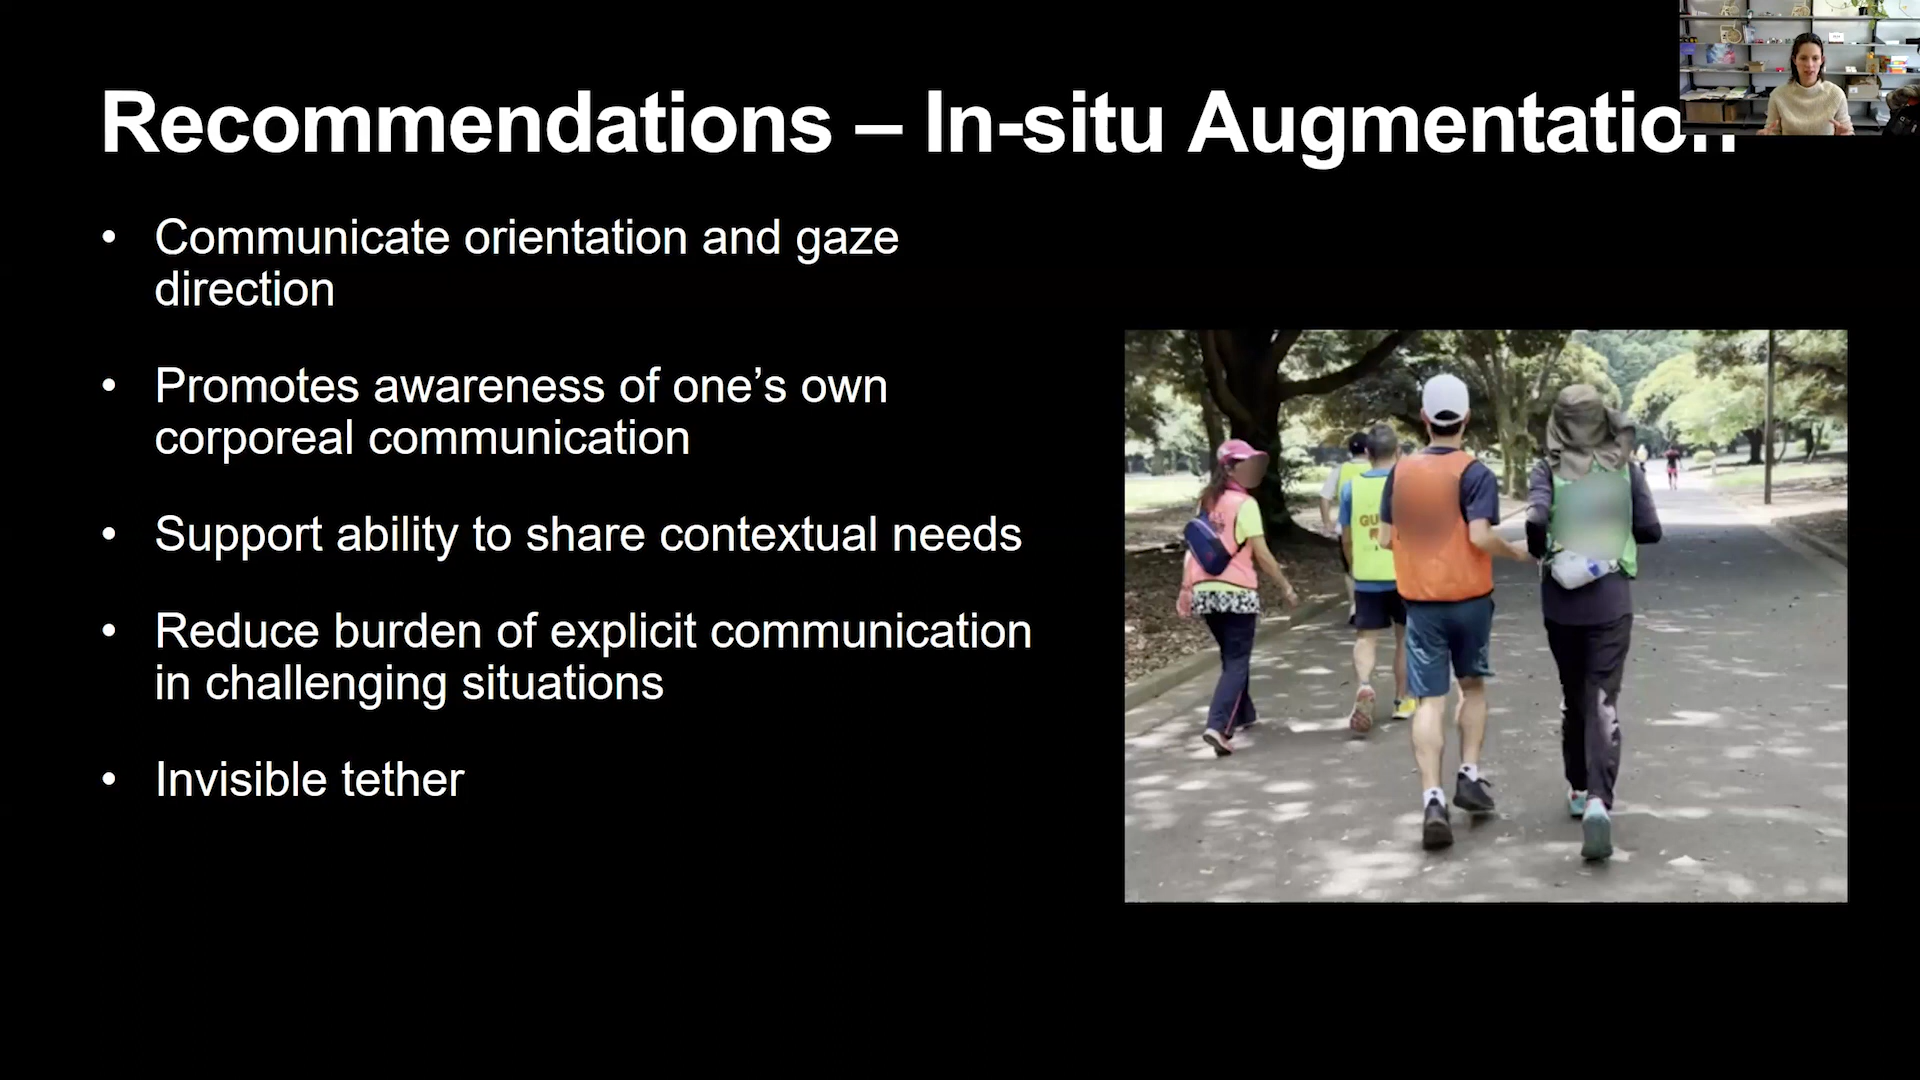 Recommendations – In-situ Augmentation
• Communicate orientation and gaze
direction
• Promotes awareness of one’s own
corporeal communication
• Support ability to share contextual needs
• Reduce burden of explicit communication
in challenging situations
• Invisible tether
GU